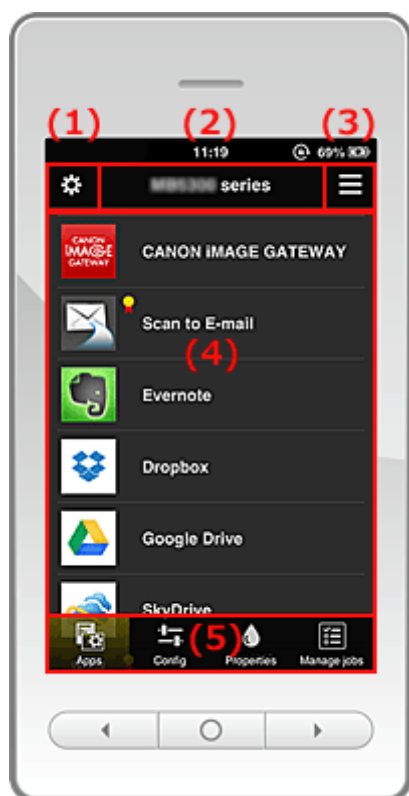 (1) (2) (3)
11:19 69%
series
CANON iMAGE GATEWAY
CANON iMAGE GATEWAY
(4)
Scan to E-mail
Evernote
Dropbox
Google Drive
SkyDrive
(5)
Apps Config Properties Manage jobs